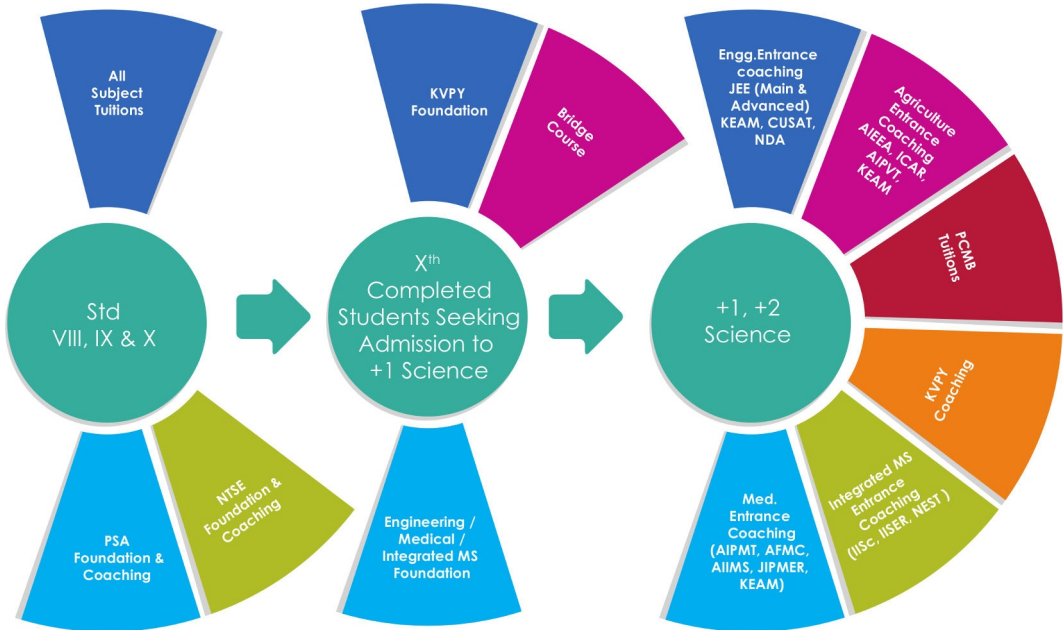 All
Subject
Tuitions
Std
VIII, IX & X
NTSE
Foundation &
Coaching
PSA
Foundation &
Coaching
KVPY
Foundation
Bridge
Course
Xth
Completed
Students Seeking
Admission to
+1 Science
Engineering /
Medical /
Integrated MS
Foundation
Engg.Entrance
coaching
JEE (Main &
Advanced)
KEAM, CUSAT,
NDA
Agriculture
Entrance
Coaching
AIEEA, ICAR,
AIPVT,
KEAM
PCMB
Tuitions
+1, +2
Science
KVPY
Coaching
Integrated MS
Entrance
Coaching
(IISc, IISER, NEST )
Med.
Entrance
Coaching
(AIPMT, AFMC,
AIIMS, JIPMER,
KEAM)